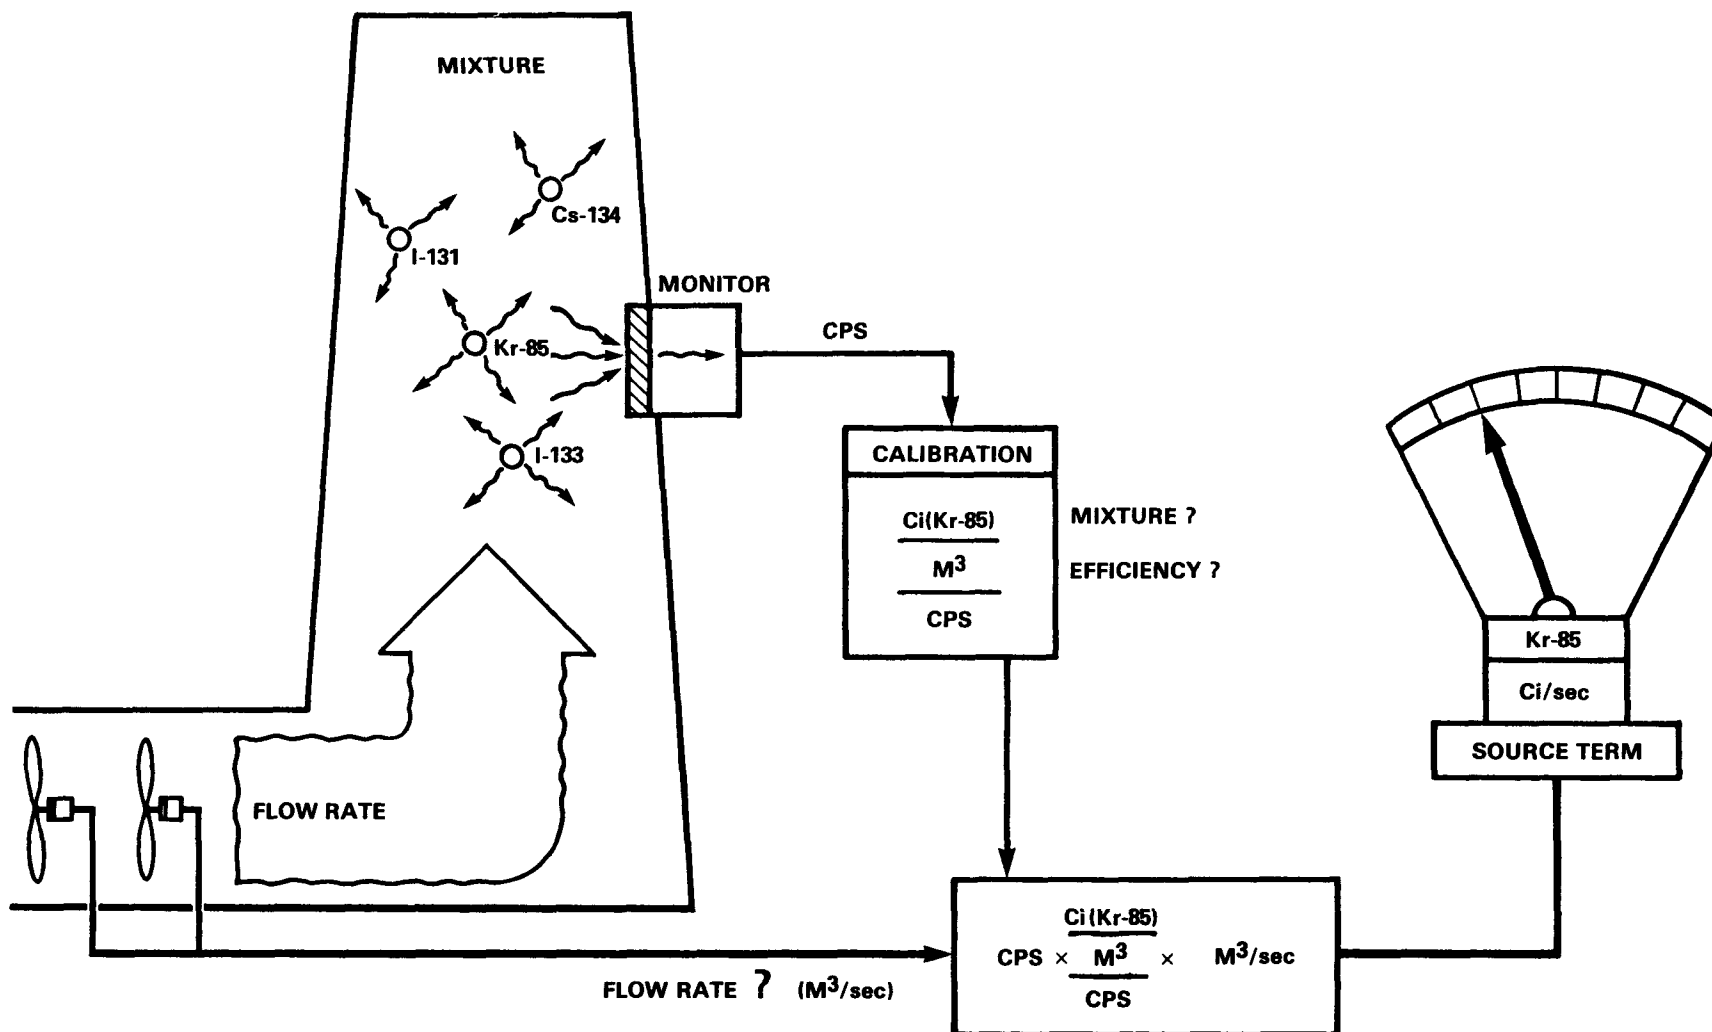 MIXTURE
Cs-134
I-131
Kr-85
I-133
MONITOR
CPS
CALIBRATION
Ci(Kr-85)
M³
CPS
MIXTURE ?
EFFICIENCY ?
Kr-85
Ci/sec
SOURCE TERM
FLOW RATE
FLOW RATE ? (M³/sec)
Ci(Kr-85)
CPS × M³ × M³/sec
CPS